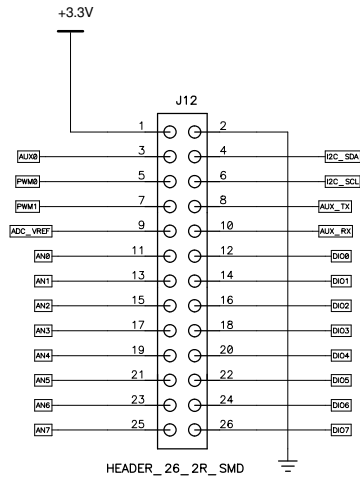 +3.3V
J12
1 2
AUX0 3 4 I2C_SDA
PWM0 5 6 I2C_SCL
PWM1 7 8 AUX_TX
ADC_VREF 9 10 AUX_RX
AN0 11 12 DIO0
AN1 13 14 DIO1
AN2 15 16 DIO2
AN3 17 18 DIO3
AN4 19 20 DIO4
AN5 21 22 DIO5
AN6 23 24 DIO6
AN7 25 26 DIO7
HEADER_26_2R_SMD